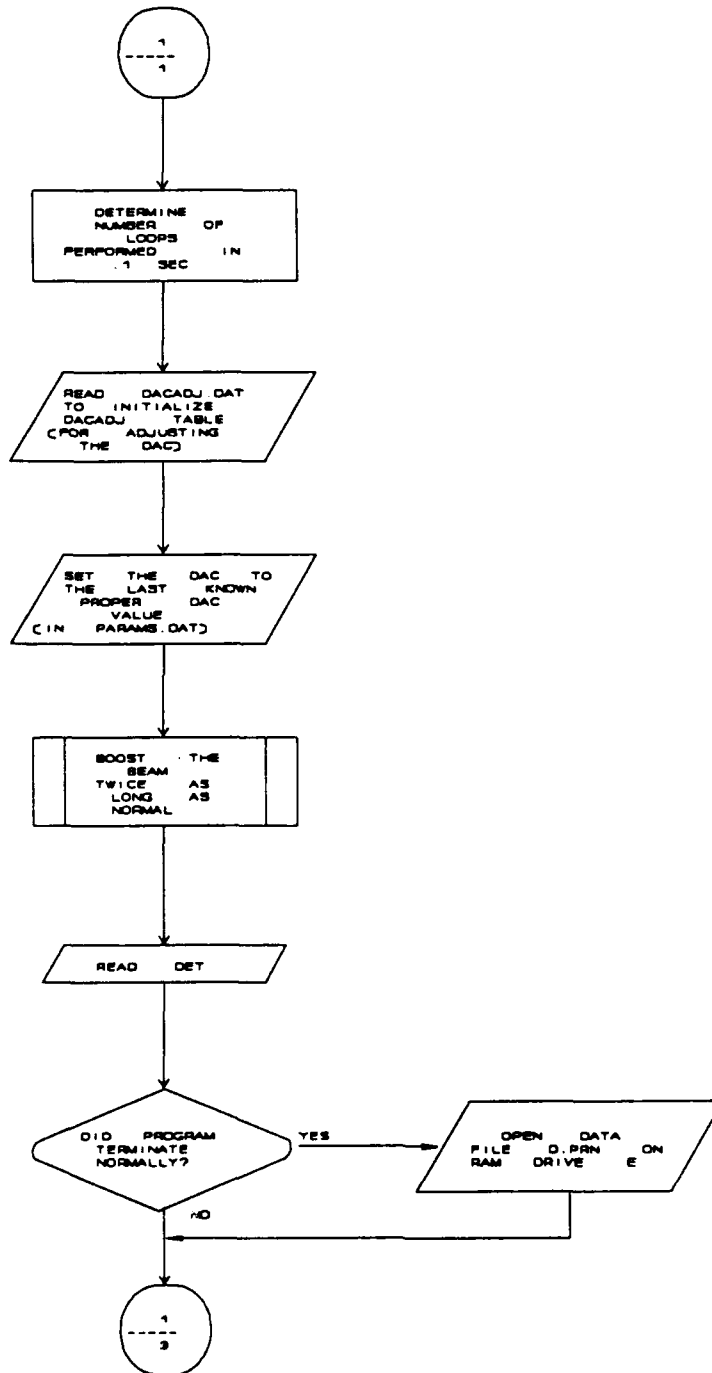 1
------
1
DETERMINE
NUMBER OF
LOOPS
PERFORMED IN
.1 SEC
READ DACADJ.DAT
TO INITIALIZE
DACADJ TABLE
(FOR ADJUSTING
THE DAC)
SET THE DAC TO
THE LAST KNOWN
PROPER DAC
VALUE
(IN PARAMS.DAT)
BOOST THE
BEAM
TWICE AS
LONG AS
NORMAL
READ DET
DID PROGRAM
TERMINATE
NORMALLY?
YES
OPEN DATA
FILE D.PRN ON
RAM DRIVE E
NO
1
------
3